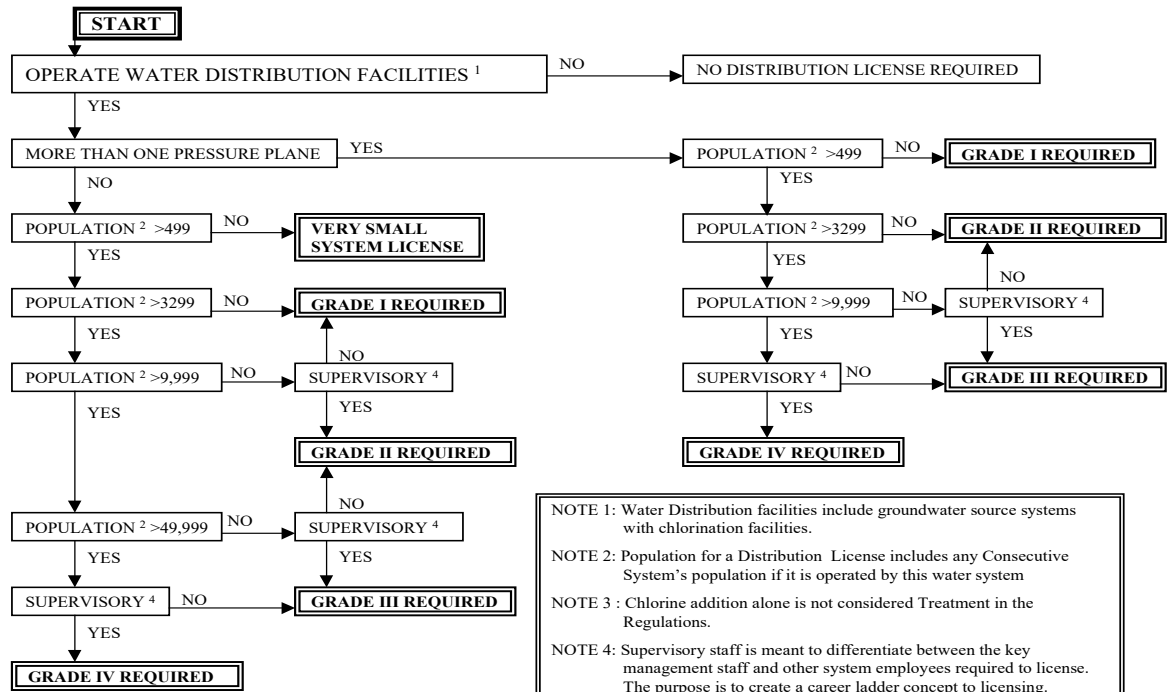 START
OPERATE WATER DISTRIBUTION FACILITIES ¹
NO
NO DISTRIBUTION LICENSE REQUIRED
YES
MORE THAN ONE PRESSURE PLANE
YES
NO
POPULATION ² >499
NO
VERY SMALL
SYSTEM LICENSE
YES
POPULATION ² >3299
NO
GRADE I REQUIRED
YES
NO
POPULATION ² >9,999
NO
SUPERVISORY ⁴
YES
YES
GRADE II REQUIRED
NO
POPULATION ² >49,999
NO
SUPERVISORY ⁴
YES
YES
SUPERVISORY ⁴
NO
GRADE III REQUIRED
YES
GRADE IV REQUIRED
POPULATION ² >499
NO
GRADE I REQUIRED
YES
POPULATION ² >3299
NO
GRADE II REQUIRED
YES
NO
POPULATION ² >9,999
NO
SUPERVISORY ⁴
YES
YES
SUPERVISORY ⁴
NO
GRADE III REQUIRED
YES
GRADE IV REQUIRED
NOTE 1: Water Distribution facilities include groundwater source systems
with chlorination facilities.
NOTE 2: Population for a Distribution License includes any Consecutive
System's population if it is operated by this water system
NOTE 3 : Chlorine addition alone is not considered Treatment in the
Regulations.
NOTE 4: Supervisory staff is meant to differentiate between the key
management staff and other system employees required to license.
The purpose is to create a career ladder concept to licensing.